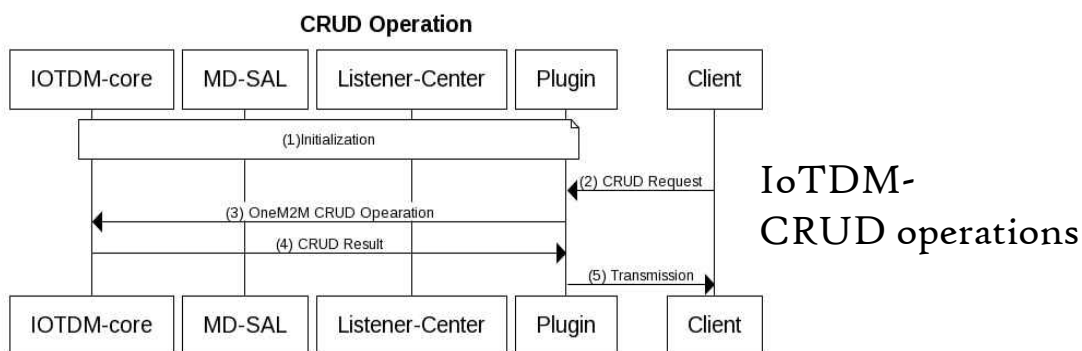 CRUD Operation
IOTDM-core MD-SAL Listener-Center Plugin Client
(1)Initialization
(2) CRUD Request
(3) OneM2M CRUD Opearation
(4) CRUD Result
(5) Transmission
IOTDM-core MD-SAL Listener-Center Plugin Client
IoTDM-
CRUD operations